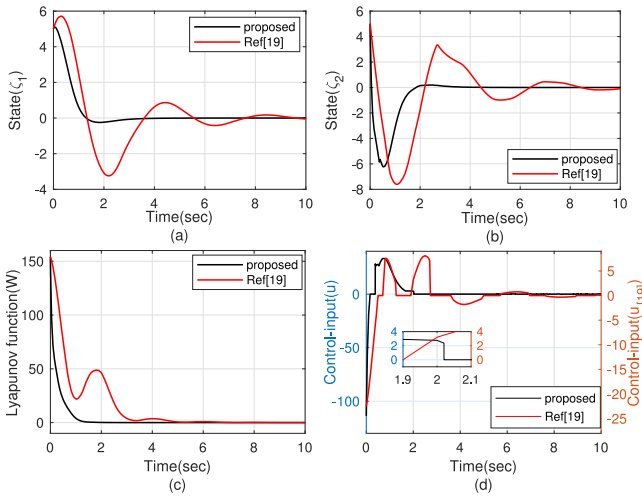 6
4
2
0
-2
-4
State(ζ1)
proposed
Ref[19]
0 2 4 6 8 10
Time(sec)
(a)
6
4
2
0
-2
-4
-6
-8
State(ζ2)
proposed
Ref[19]
0 2 4 6 8 10
Time(sec)
(b)
150
100
50
0
Lyapunov function(W)
proposed
Ref[19]
0 2 4 6 8 10
Time(sec)
(c)
0
-50
-100
Control-input(u)
4
2
0
4
2
0
1.9 2 2.1
proposed
Ref[19]
5
0
-5
-10
-15
-20
-25
Control-input(u[19])
0 2 4 6 8 10
Time(sec)
(d)